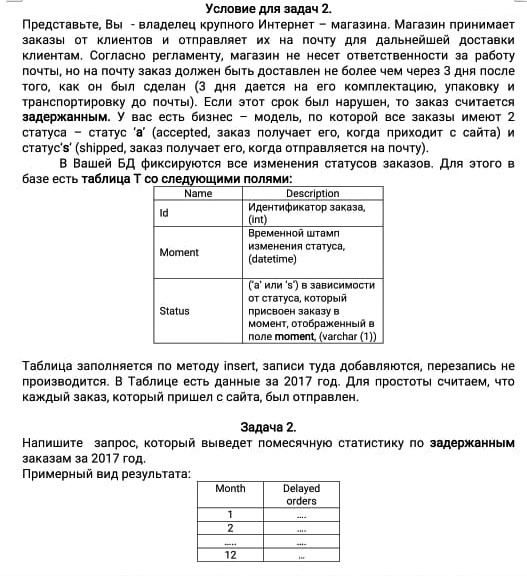 Условие для задач 2.
Представьте, Вы - владелец крупного Интернет – магазина. Магазин принимает
заказы от клиентов и отправляет их на почту для дальнейшей доставки
клиентам. Согласно регламенту, магазин не несет ответственности за работу
почты, но на почту заказ должен быть доставлен не более чем через 3 дня после
того, как он был сделан (3 дня дается на его комплектацию, упаковку и
транспортировку до почты). Если этот срок был нарушен, то заказ считается
задержанным. У вас есть бизнес – модель, по которой все заказы имеют 2
статуса – статус 'a' (accepted, заказ получает его, когда приходит с сайта) и
статус's' (shipped, заказ получает его, когда отправляется на почту).
В Вашей БД фиксируются все изменения статусов заказов. Для этого в
базе есть таблица Т со следующими полями:
Name Description
Id Идентификатор заказа,
(int)
Moment Временной штамп
изменения статуса,
(datetime)
Status ('a' или 's') в зависимости
от статуса, который
присвоен заказу в
момент, отображенный в
поле moment, (varchar (1))
Таблица заполняется по методу insert, записи туда добавляются, перезапись не
производится. В Таблице есть данные за 2017 год. Для простоты считаем, что
каждый заказ, который пришел с сайта, был отправлен.
Задача 2.
Напишите запрос, который выведет помесячную статистику по задержанным
заказам за 2017 год.
Примерный вид результата:
Month Delayed
orders
1 ....
2 ....
..... ....
12 ...